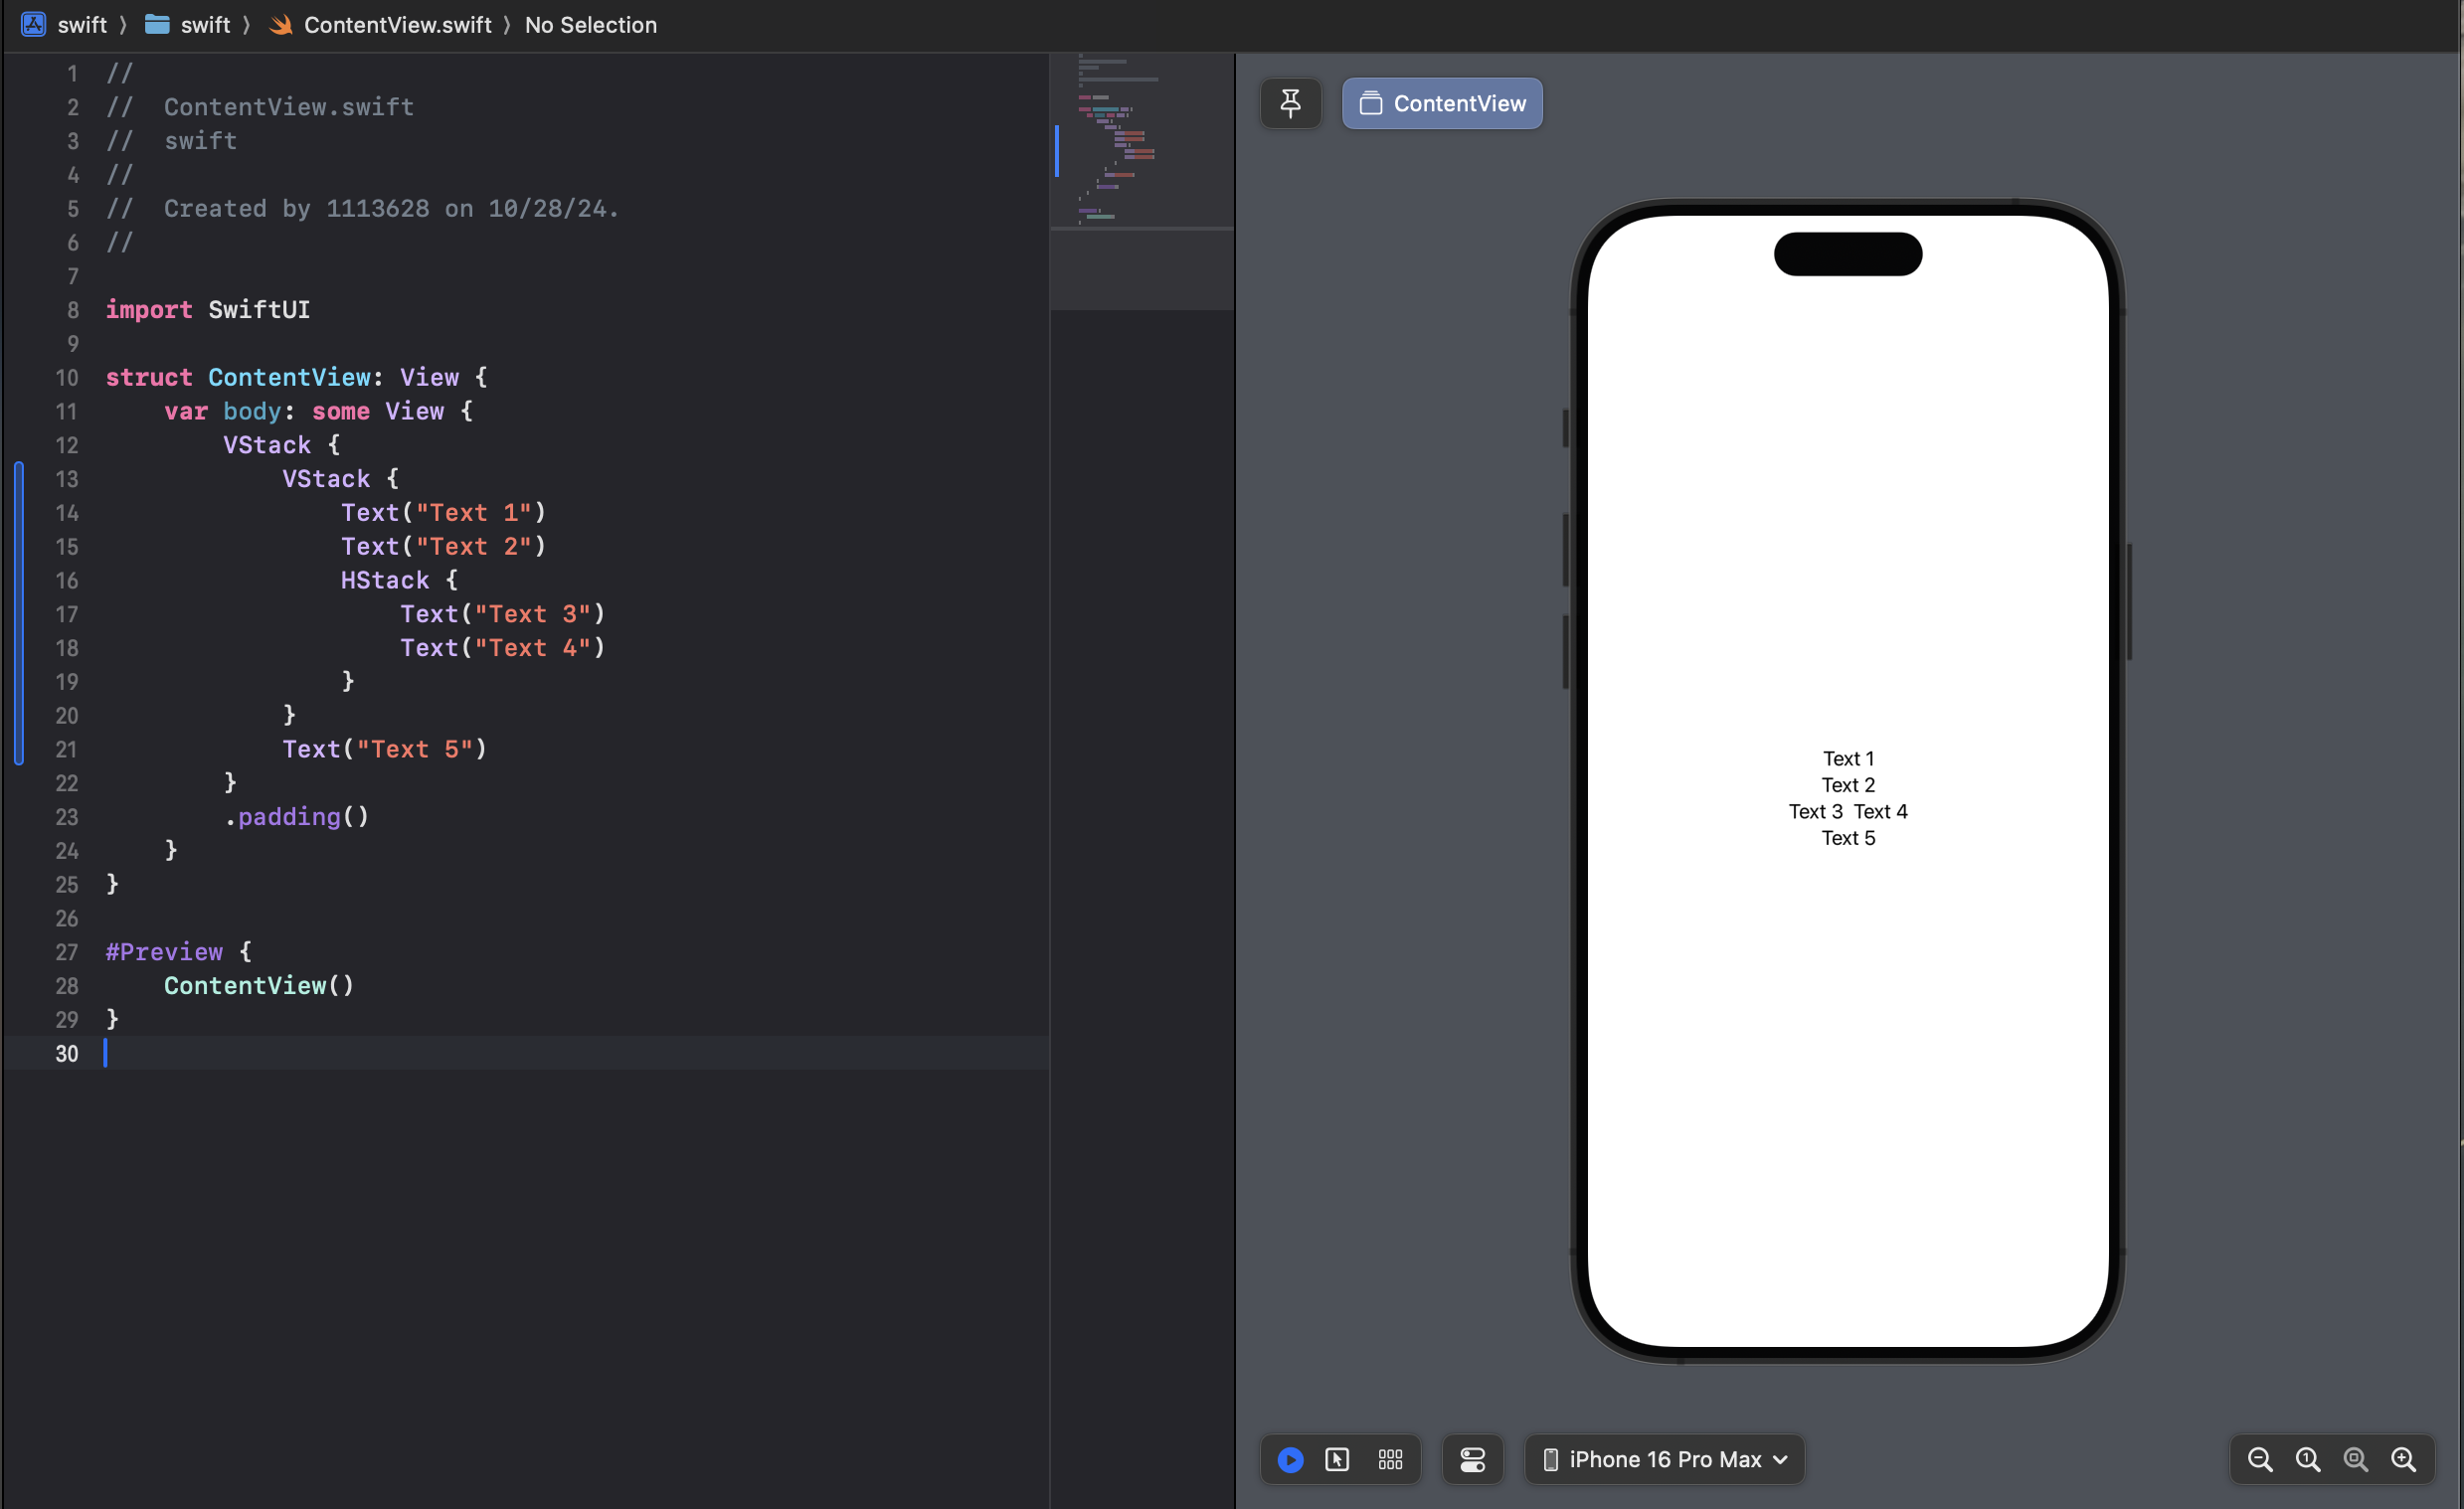 swift 〉 swift 〉 ContentView.swift 〉 No Selection
1 //
2 //  ContentView.swift
3 //  swift
4 //
5 //  Created by 1113628 on 10/28/24.
6 //
7
8 import SwiftUI
9
10 struct ContentView: View {
11     var body: some View {
12         VStack {
13             VStack {
14                 Text("Text 1")
15                 Text("Text 2")
16                 HStack {
17                     Text("Text 3")
18                     Text("Text 4")
19                 }
20             }
21             Text("Text 5")
22         }
23         .padding()
24     }
25 }
26
27 #Preview {
28     ContentView()
29 }
30
ContentView
Text 1
Text 2
Text 3 Text 4
Text 5
iPhone 16 Pro Max